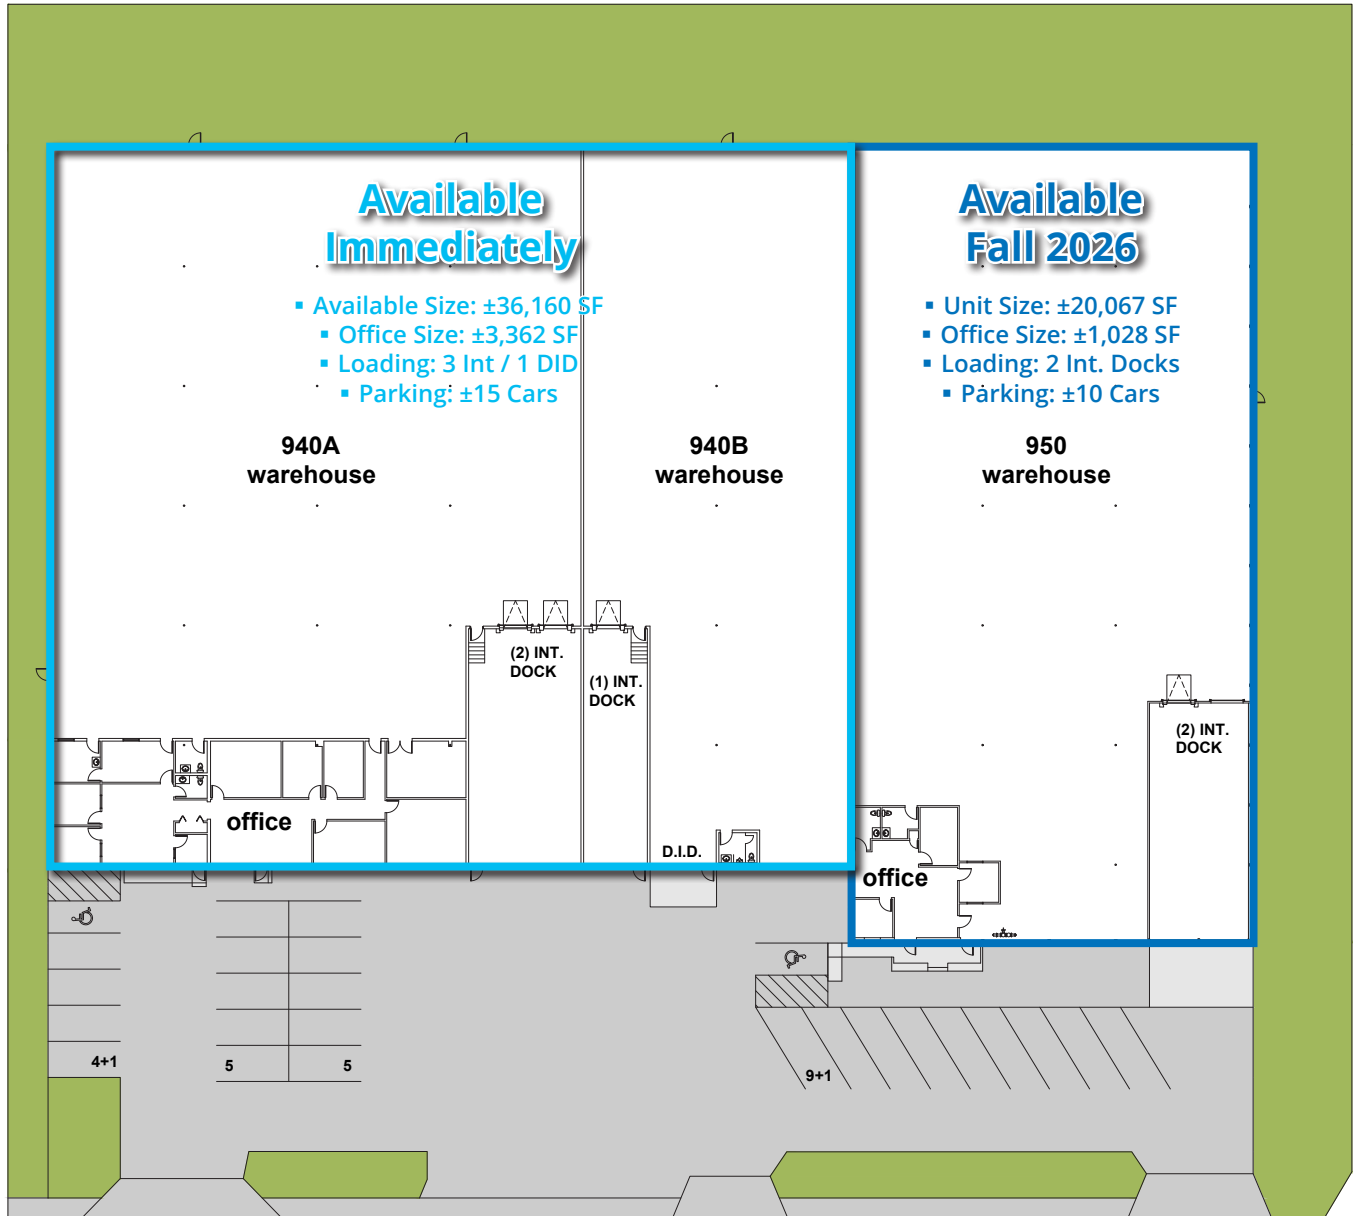 Available
Immediately
▪ Available Size: ±36,160 SF
▪ Office Size: ±3,362 SF
▪ Loading: 3 Int / 1 DID
▪ Parking: ±15 Cars
Available
Fall 2026
▪ Unit Size: ±20,067 SF
▪ Office Size: ±1,028 SF
▪ Loading: 2 Int. Docks
▪ Parking: ±10 Cars
940A
warehouse
940B
warehouse
950
warehouse
(2) INT.
DOCK
(1) INT.
DOCK
(2) INT.
DOCK
office
D.I.D.
office
4+1
5
5
9+1